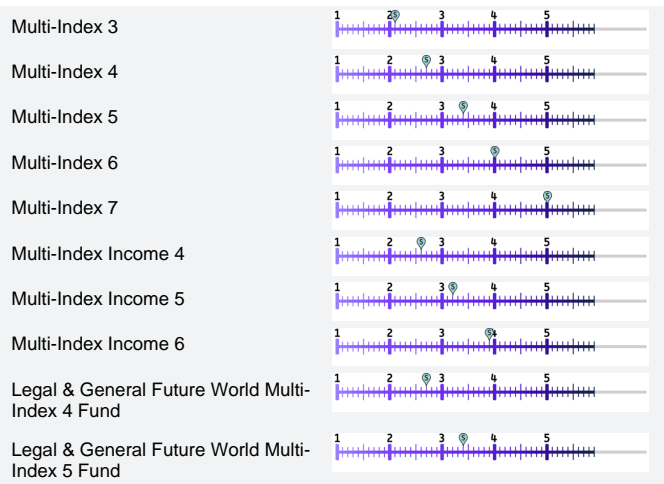 Multi-Index 3
1 2 S 3 4 5
Multi-Index 4
1 2 S 3 4 5
Multi-Index 5
1 2 3 S 4 5
Multi-Index 6
1 2 3 4 S 5
Multi-Index 7
1 2 3 4 5 S
Multi-Index Income 4
1 2 S 3 4 5
Multi-Index Income 5
1 2 3 S 4 5
Multi-Index Income 6
1 2 3 S 4 5
Legal & General Future World Multi-
Index 4 Fund
1 2 S 3 4 5
Legal & General Future World Multi-
Index 5 Fund
1 2 3 S 4 5